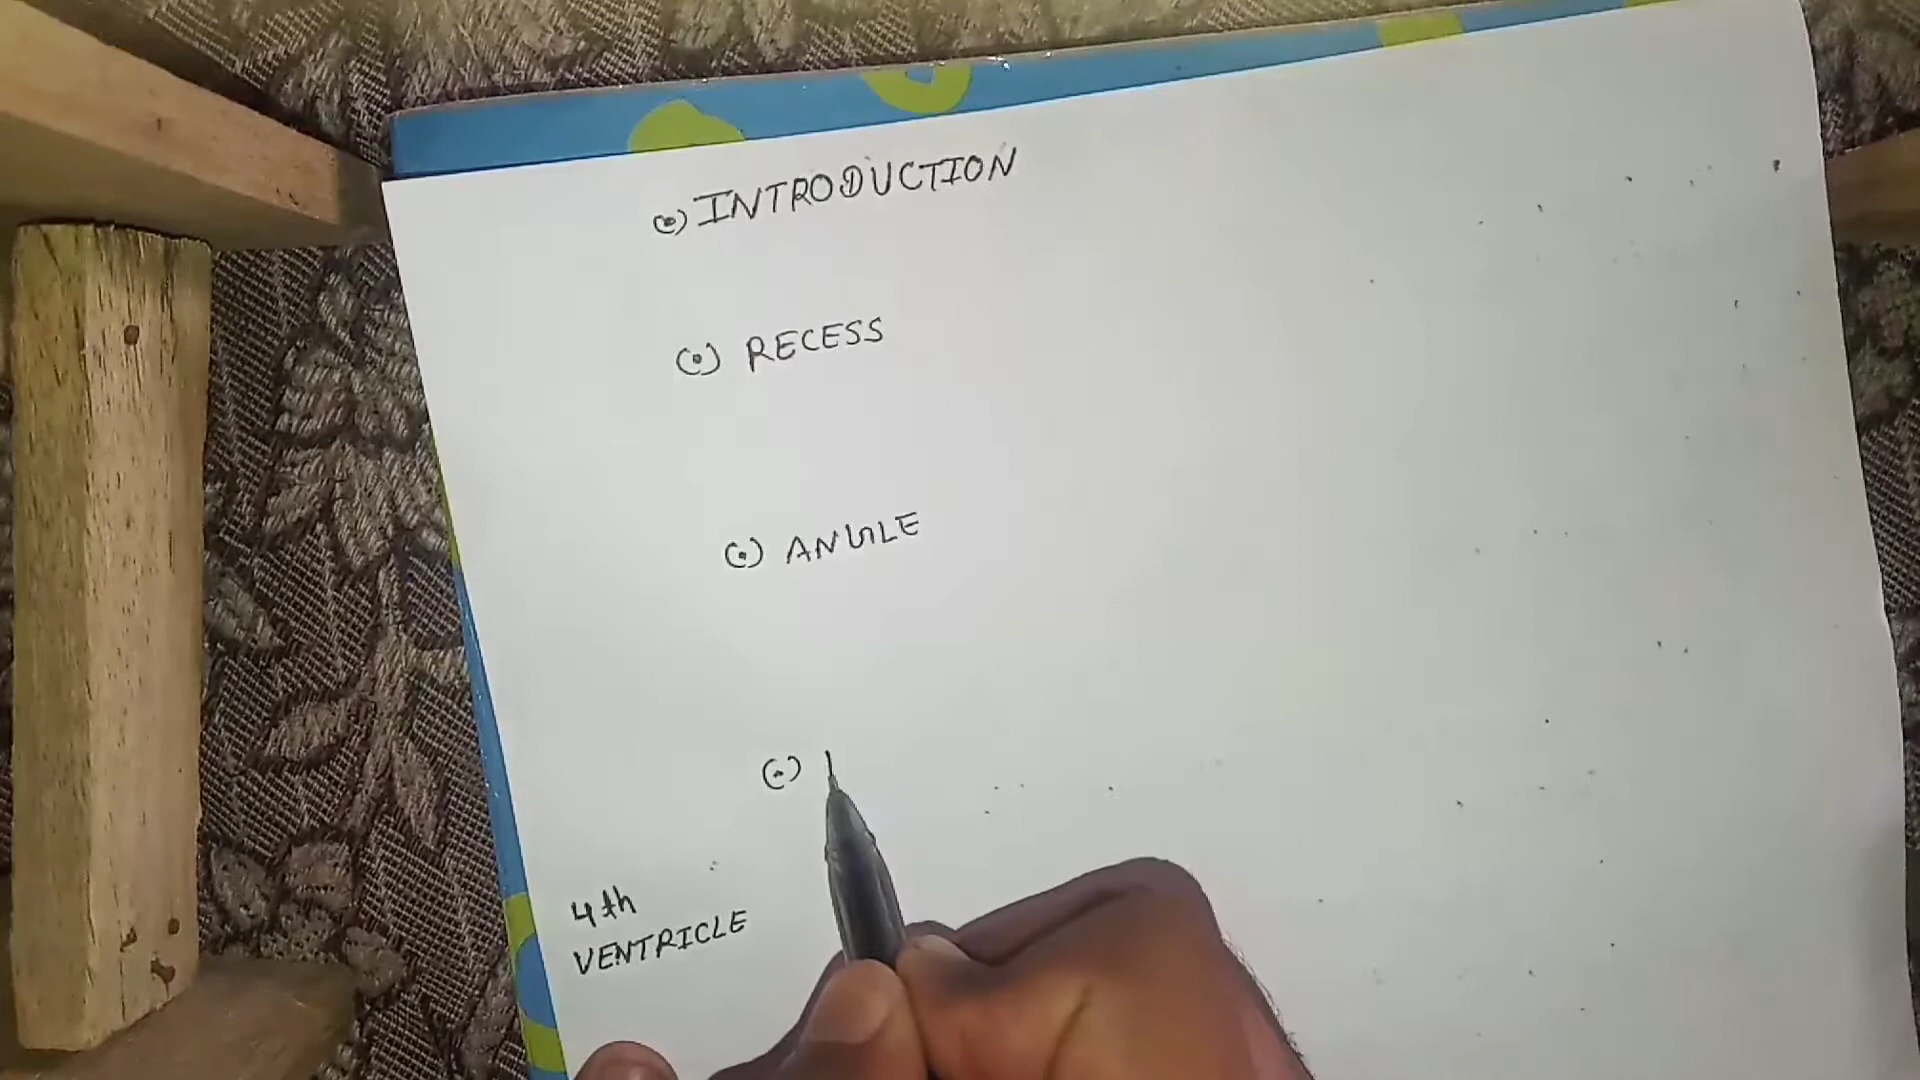 (•) INTRODUCTION
(•) RECESS
(•) ANGLE
(•)
4th
VENTRICLE